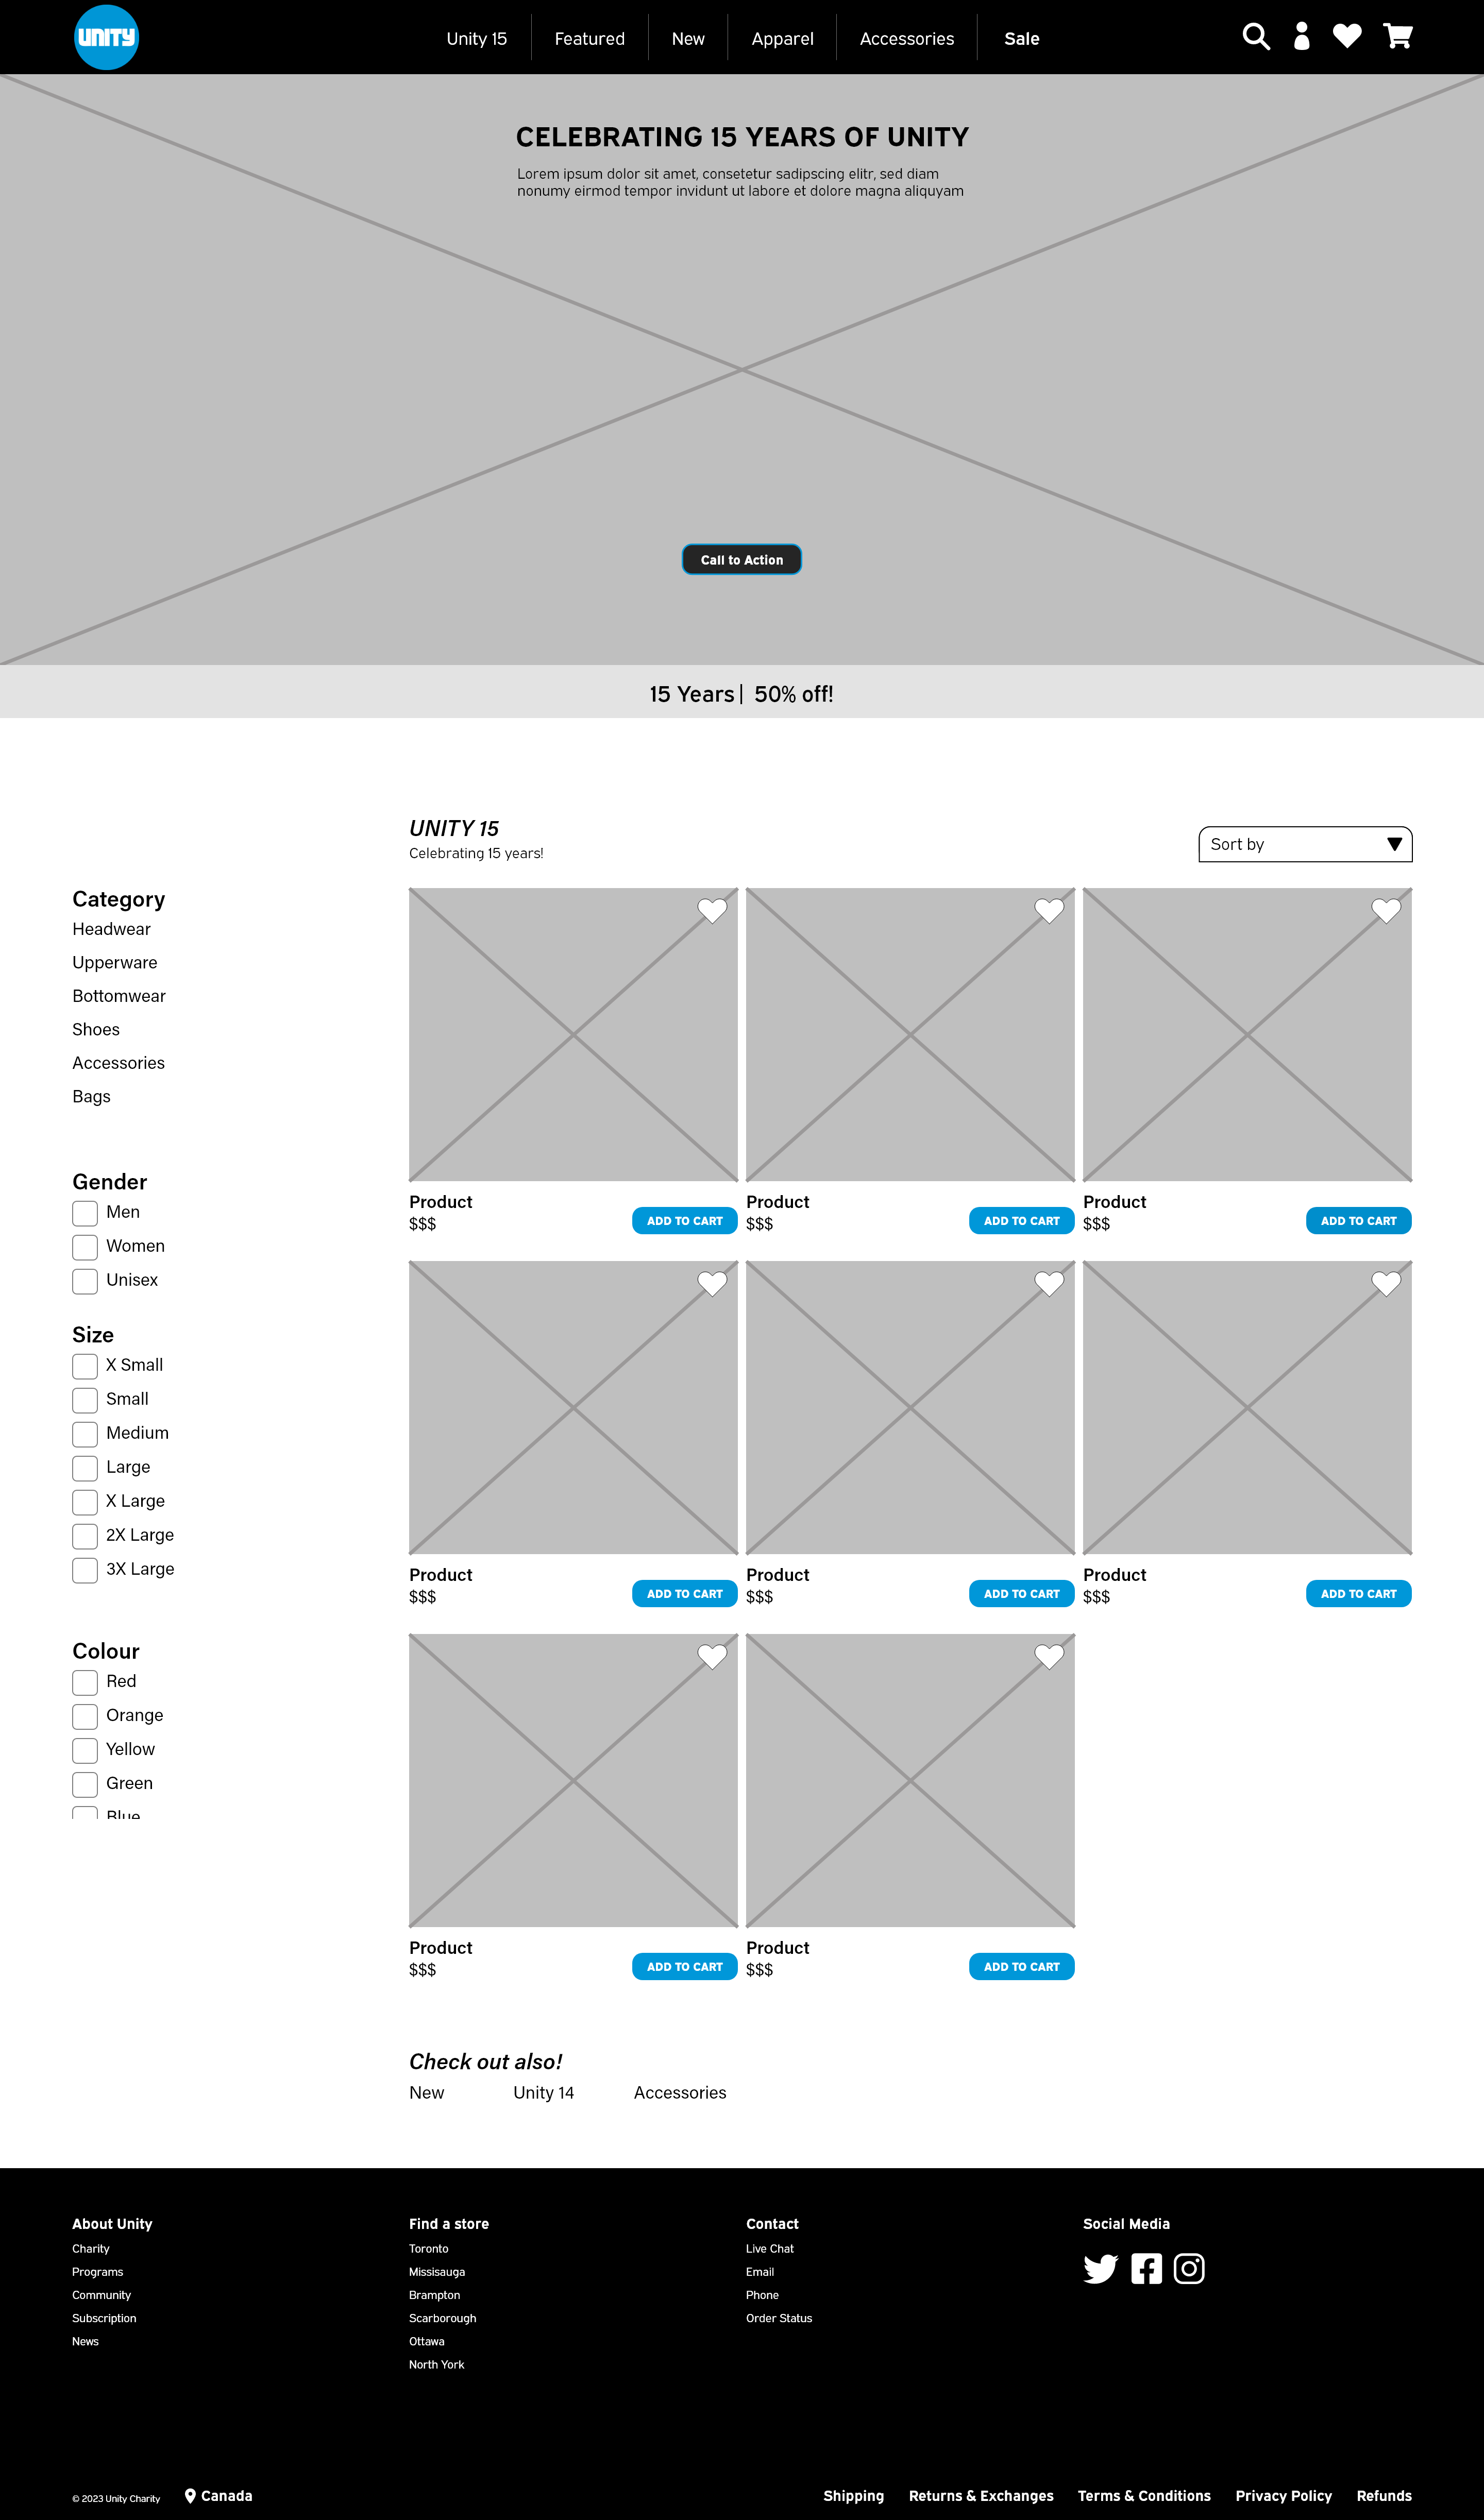 UNITY
Unity 15
Featured
New
Apparel
Accessories
Sale
CELEBRATING 15 YEARS OF UNITY
Lorem ipsum dolor sit amet, consetetur sadipscing elitr, sed diam
nonumy eirmod tempor invidunt ut labore et dolore magna aliquyam
Call to Action
15 Years | 50% off!
UNITY 15
Celebrating 15 years!
Sort by
Category
Headwear
Upperware
Bottomwear
Shoes
Accessories
Bags
Gender
Men
Women
Unisex
Size
X Small
Small
Medium
Large
X Large
2X Large
3X Large
Colour
Red
Orange
Yellow
Green
Blue
Product
$$$
ADD TO CART
Product
$$$
ADD TO CART
Product
$$$
ADD TO CART
Product
$$$
ADD TO CART
Product
$$$
ADD TO CART
Product
$$$
ADD TO CART
Product
$$$
ADD TO CART
Product
$$$
ADD TO CART
Check out also!
New
Unity 14
Accessories
About Unity
Charity
Programs
Community
Subscription
News
Find a store
Toronto
Missisauga
Brampton
Scarborough
Ottawa
North York
Contact
Live Chat
Email
Phone
Order Status
Social Media
© 2023 Unity Charity
Canada
Shipping
Returns & Exchanges
Terms & Conditions
Privacy Policy
Refunds